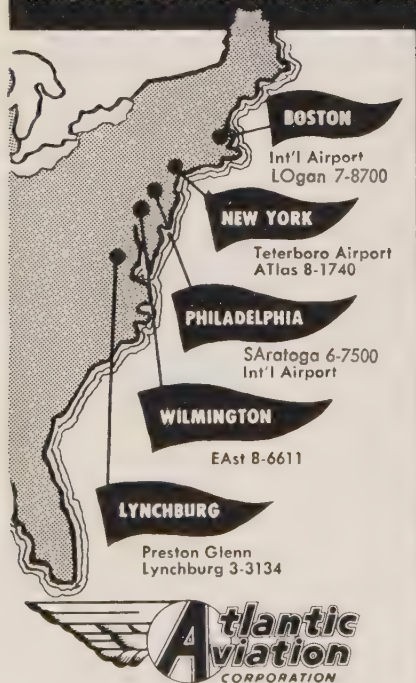 BOSTON
Int'l Airport
LOgan 7-8700
NEW YORK
Teterboro Airport
ATlas 8-1740
PHILADELPHIA
SAratoga 6-7500
Int'l Airport
WILMINGTON
EAst 8-6611
LYNCHBURG
Preston Glenn
Lynchburg 3-3134
Atlantic
Aviation
CORPORATION